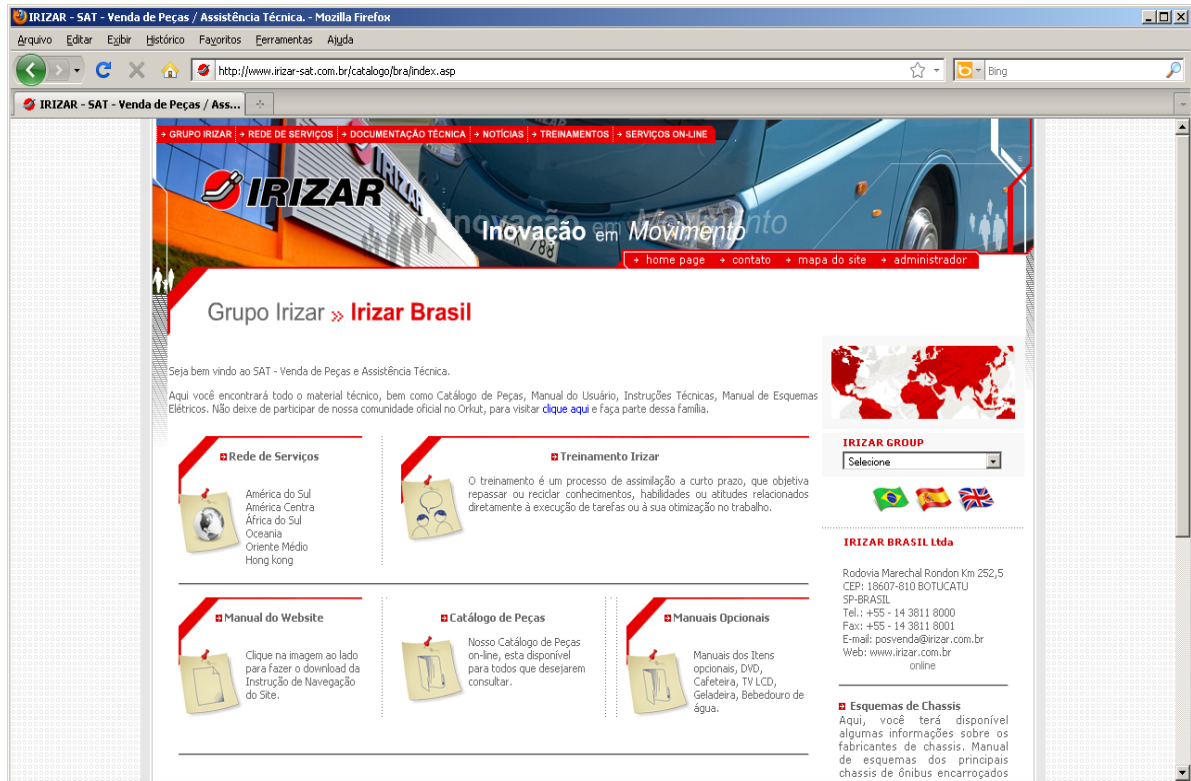 IRIZAR - SAT - Venda de Peças / Assistência Técnica. - Mozilla Firefox
Arquivo Editar Exibir Histórico Favoritos Ferramentas Ajuda
http://www.irizar-sat.com.br/catalogo/bra/index.asp
Bing
IRIZAR - SAT - Venda de Peças / Ass...
GRUPO IRIZAR REDE DE SERVIÇOS DOCUMENTAÇÃO TÉCNICA NOTÍCIAS TREINAMENTOS SERVIÇOS ON-LINE
IRIZAR
IRIZAR
Inovação em Movimento
Inovação em Movimento
788
home page contato mapa do site administrador
Grupo Irizar » Irizar Brasil
Seja bem vindo ao SAT - Venda de Peças e Assistência Técnica.
Aqui você encontrará todo o material técnico, bem como Catálogo de Peças, Manual do Usuário, Instruções Técnicas, Manual de Esquemas
Elétricos. Não deixe de participar de nossa comunidade oficial no Orkut, para visitar clique aqui e faça parte dessa família.
Rede de Serviços
América do Sul
América Centra
África do Sul
Oceania
Oriente Médio
Hong kong
Treinamento Irizar
O treinamento é um processo de assimilação a curto prazo, que objetiva
repassar ou reciclar conhecimentos, habilidades ou atitudes relacionados
diretamente à execução de tarefas ou à sua otimização no trabalho.
Manual do Website
Clique na imagem ao lado
para fazer o download da
Instrução de Navegação
do Site.
Catálogo de Peças
Nosso Catálogo de Peças
on-line, esta disponível
para todos que desejarem
consultar.
Manuais Opcionais
Manuais dos Itens
opcionais, DVD,
Cafeteira, TV LCD,
Geladeira, Bebedouro de
água.
IRIZAR GROUP
Selecione
IRIZAR BRASIL Ltda
Rodovia Marechal Rondon Km 252,5
CEP: 18607-810 BOTUCATU
SP-BRASIL
Tel.: +55 - 14 3811 8000
Fax: +55 - 14 3811 8001
E-mail: posvenda@irizar.com.br
Web: www.irizar.com.br
online
Esquemas de Chassis
Aqui, você terá disponível
algumas informações sobre os
fabricantes de chassis. Manual
de esquemas dos principais
chassis de ônibus encarroçados